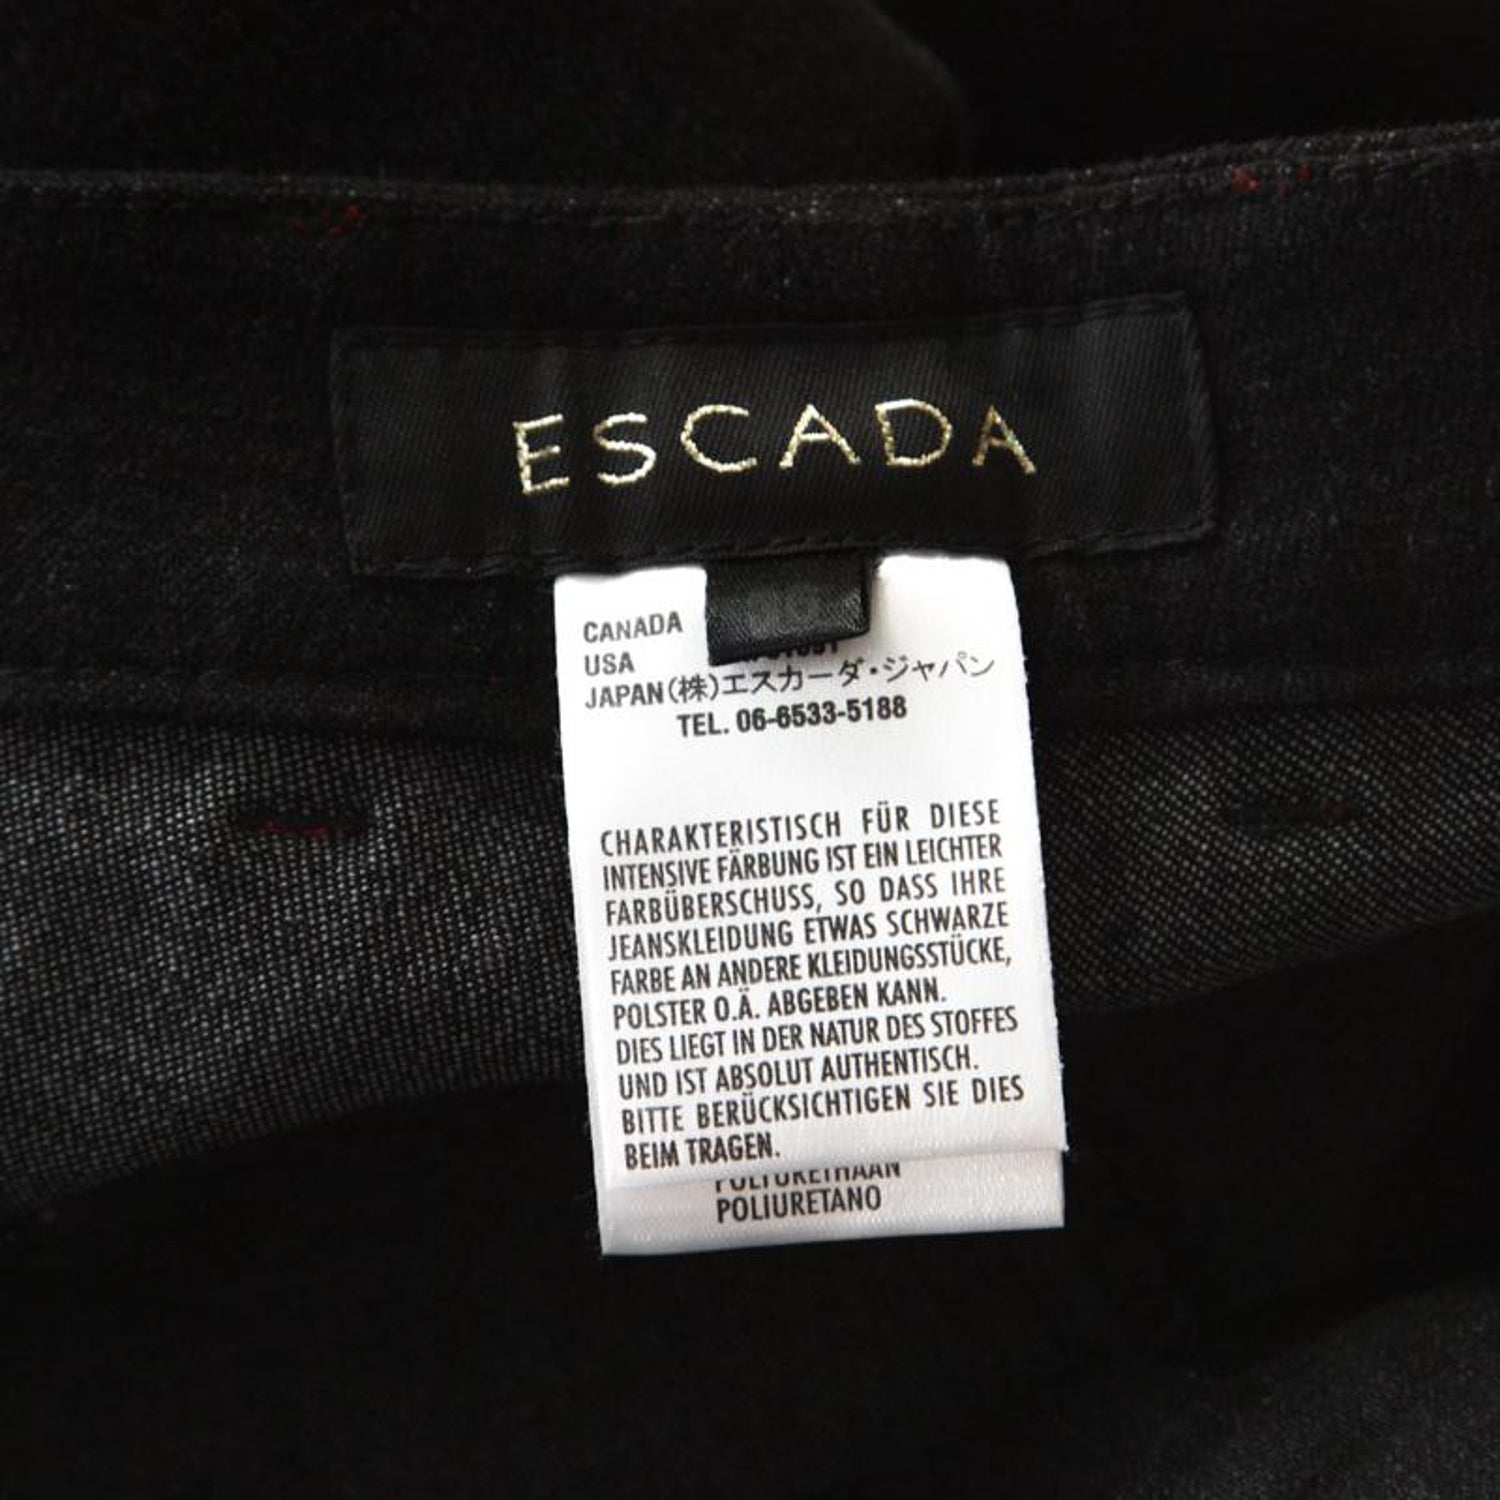 ESCADA
CANADA
USA
JAPAN(株)エスカーダ・ジャパン
TEL. 06-6533-5188
CHARAKTERISTISCH FÜR DIESE
INTENSIVE FÄRBUNG IST EIN LEICHTER
FARBÜBERSCHUSS, SO DASS IHRE
JEANSKLEIDUNG ETWAS SCHWARZE
FARBE AN ANDERE KLEIDUNGSSTÜCKE,
POLSTER O.Ä. ABGEBEN KANN.
DIES LIEGT IN DER NATUR DES STOFFES
UND IST ABSOLUT AUTHENTISCH.
BITTE BERÜCKSICHTIGEN SIE DIES
BEIM TRAGEN.
POLYURETHAAN
POLIURETANO